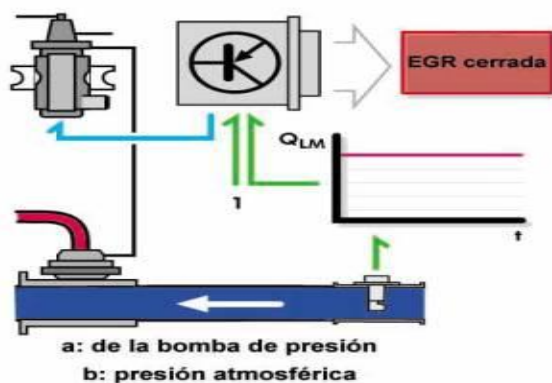 EGR cerrada
QLM
1
t
a: de la bomba de presión
b: presión atmosférica